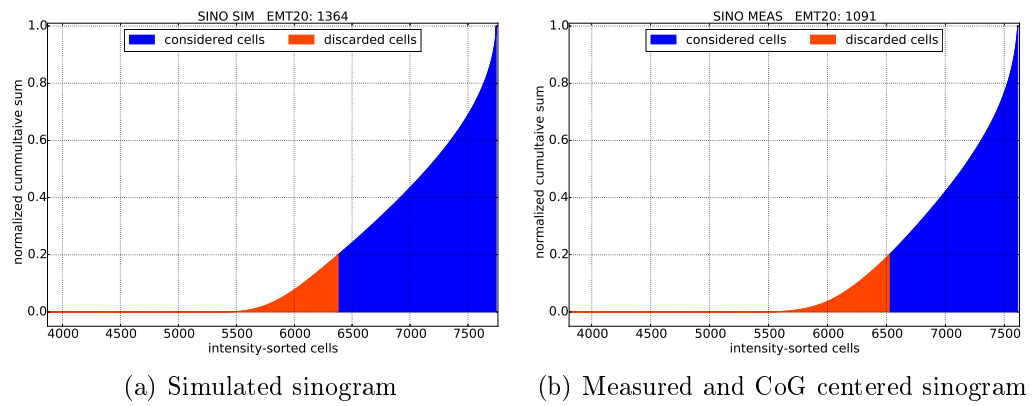 SINO SIM EMT20: 1364
considered cells discarded cells
normalized cummultaive sum
1.0
0.8
0.6
0.4
0.2
0.0
4000 4500 5000 5500 6000 6500 7000 7500
intensity-sorted cells
(a) Simulated sinogram
SINO MEAS EMT20: 1091
considered cells discarded cells
normalized cumultative sum
1.0
0.8
0.6
0.4
0.2
0.0
4000 4500 5000 5500 6000 6500 7000 7500
intensity-sorted cells
(b) Measured and CoG centered sinogram